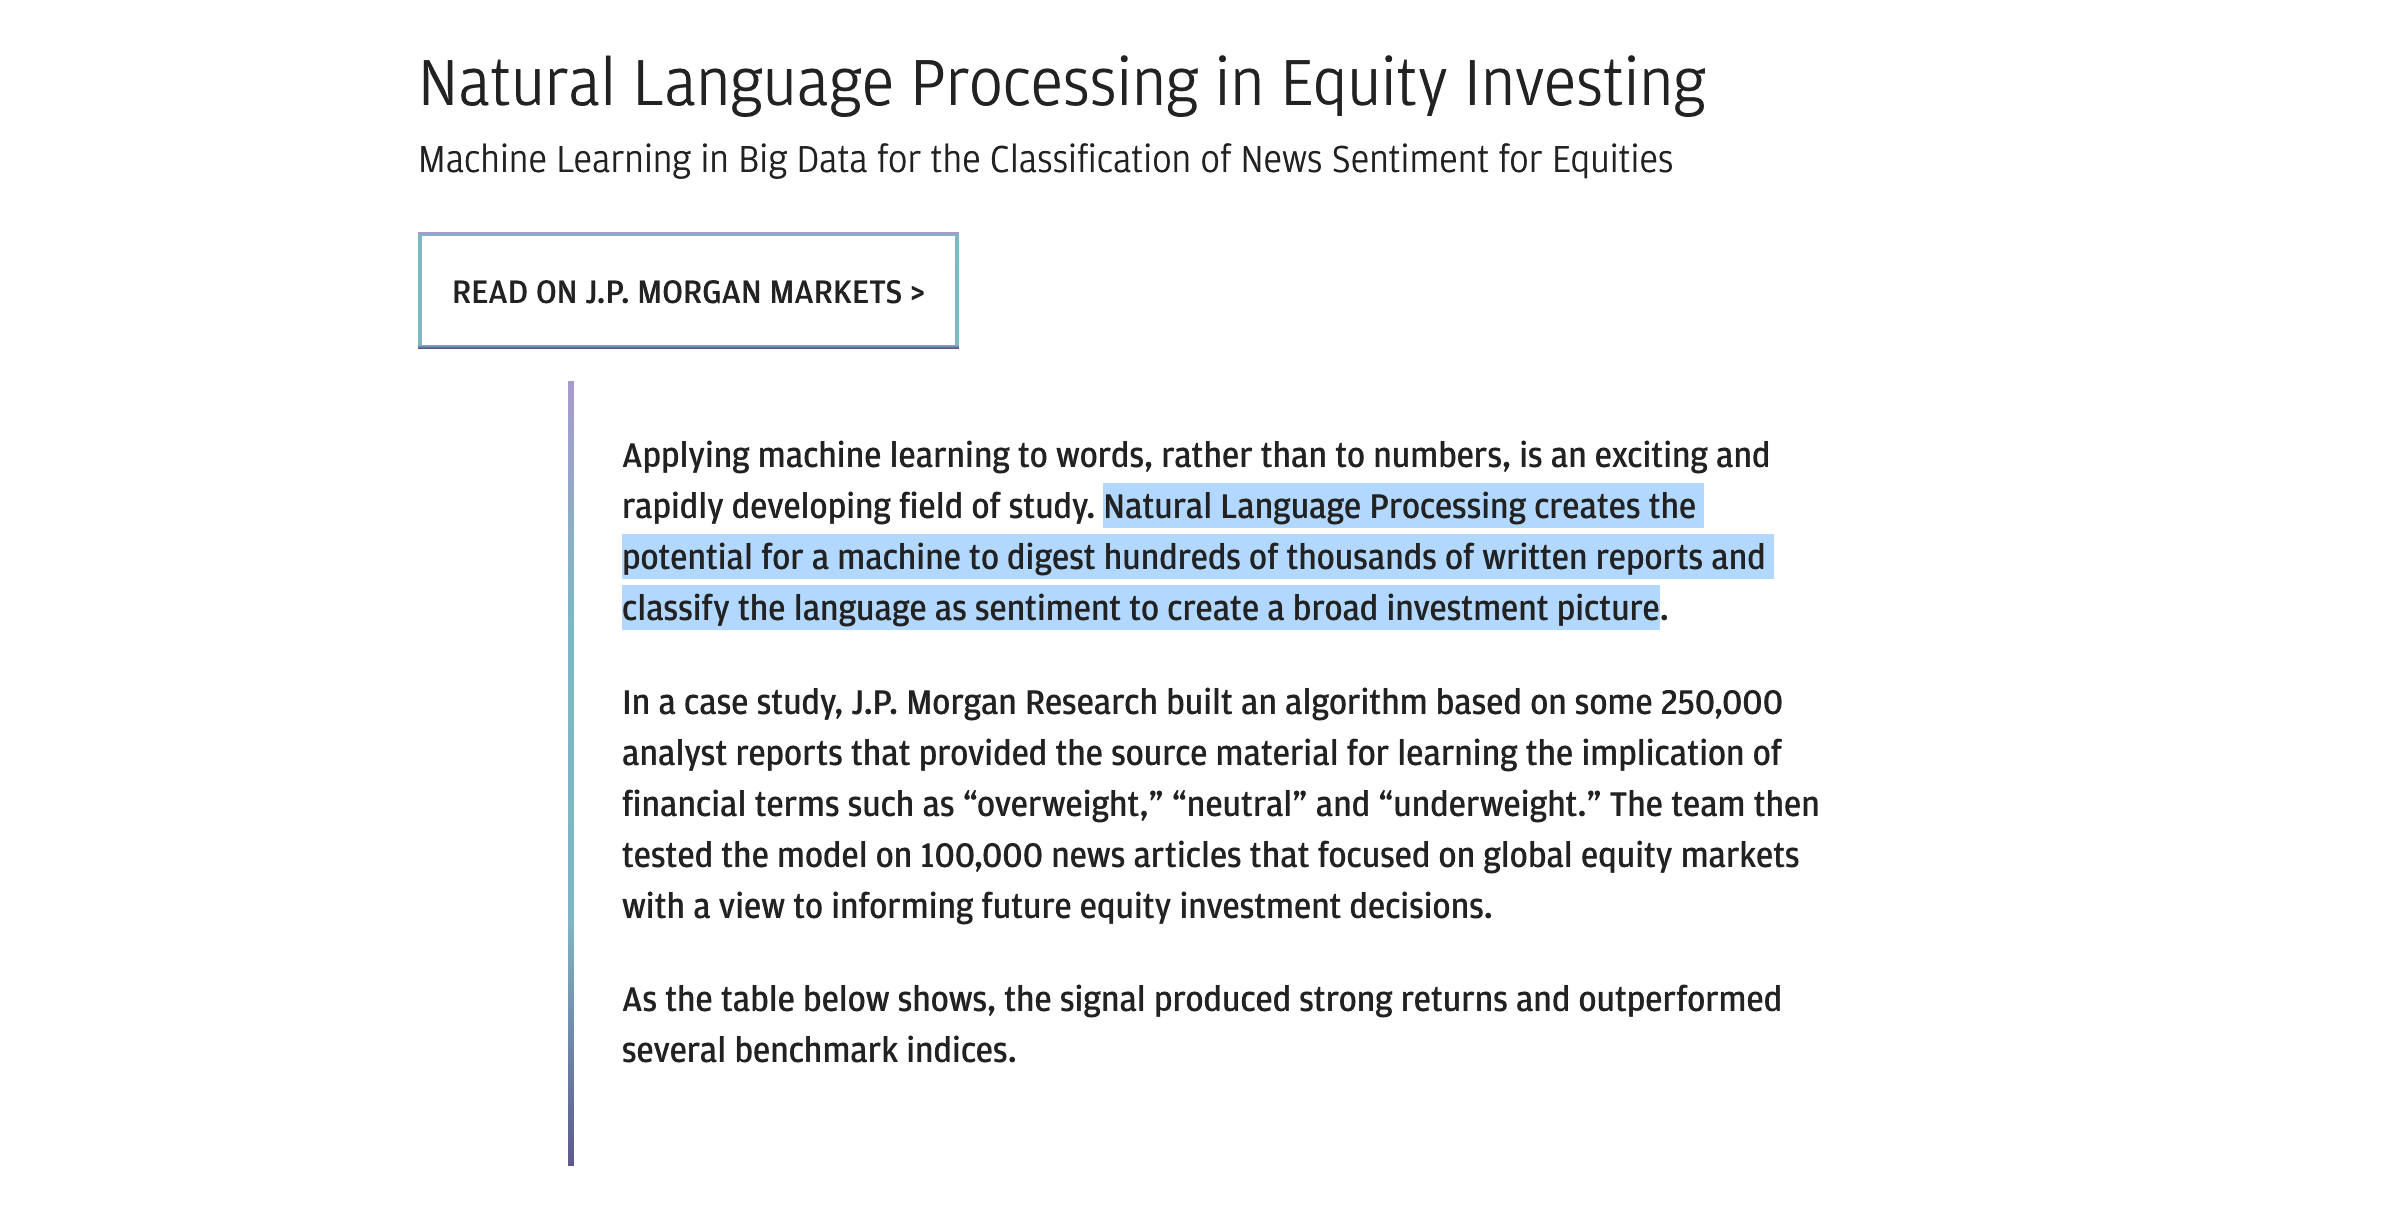 Natural Language Processing in Equity Investing
Machine Learning in Big Data for the Classification of News Sentiment for Equities
READ ON J.P. MORGAN MARKETS >
Applying machine learning to words, rather than to numbers, is an exciting and
rapidly developing field of study. Natural Language Processing creates the
potential for a machine to digest hundreds of thousands of written reports and
classify the language as sentiment to create a broad investment picture.
In a case study, J.P. Morgan Research built an algorithm based on some 250,000
analyst reports that provided the source material for learning the implication of
financial terms such as “overweight,” “neutral” and “underweight.” The team then
tested the model on 100,000 news articles that focused on global equity markets
with a view to informing future equity investment decisions.
As the table below shows, the signal produced strong returns and outperformed
several benchmark indices.